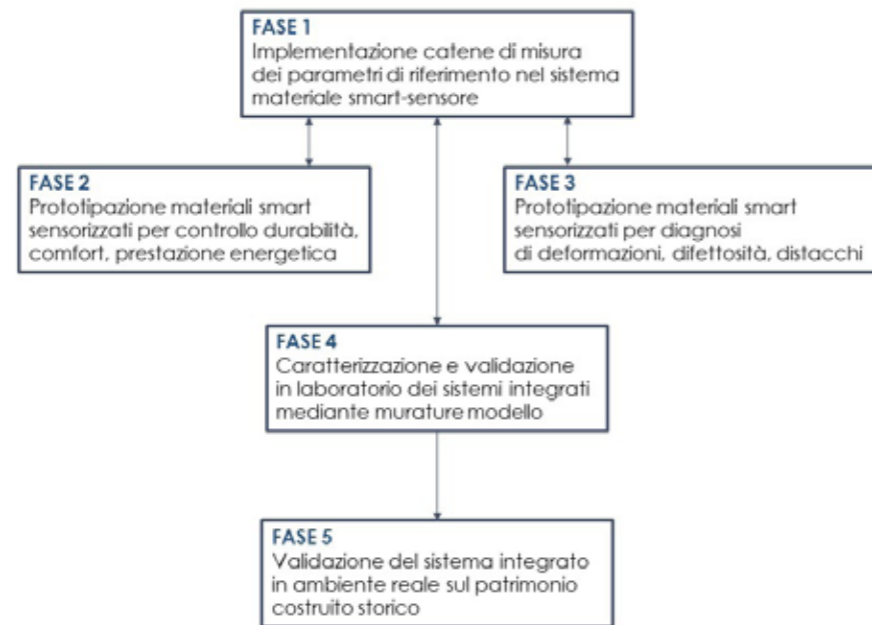 FASE 1
Implementazione catene di misura
dei parametri di riferimento nel sistema
materiale smart-sensore
FASE 2
Prototipazione materiali smart
sensorizzati per controllo durabilità,
comfort, prestazione energetica
FASE 3
Prototipazione materiali smart
sensorizzati per diagnosi
di deformazioni, difettosità, distacchi
FASE 4
Caratterizzazione e validazione
in laboratorio dei sistemi integrati
mediante murature modello
FASE 5
Validazione del sistema integrato
in ambiente reale sul patrimonio
costruito storico